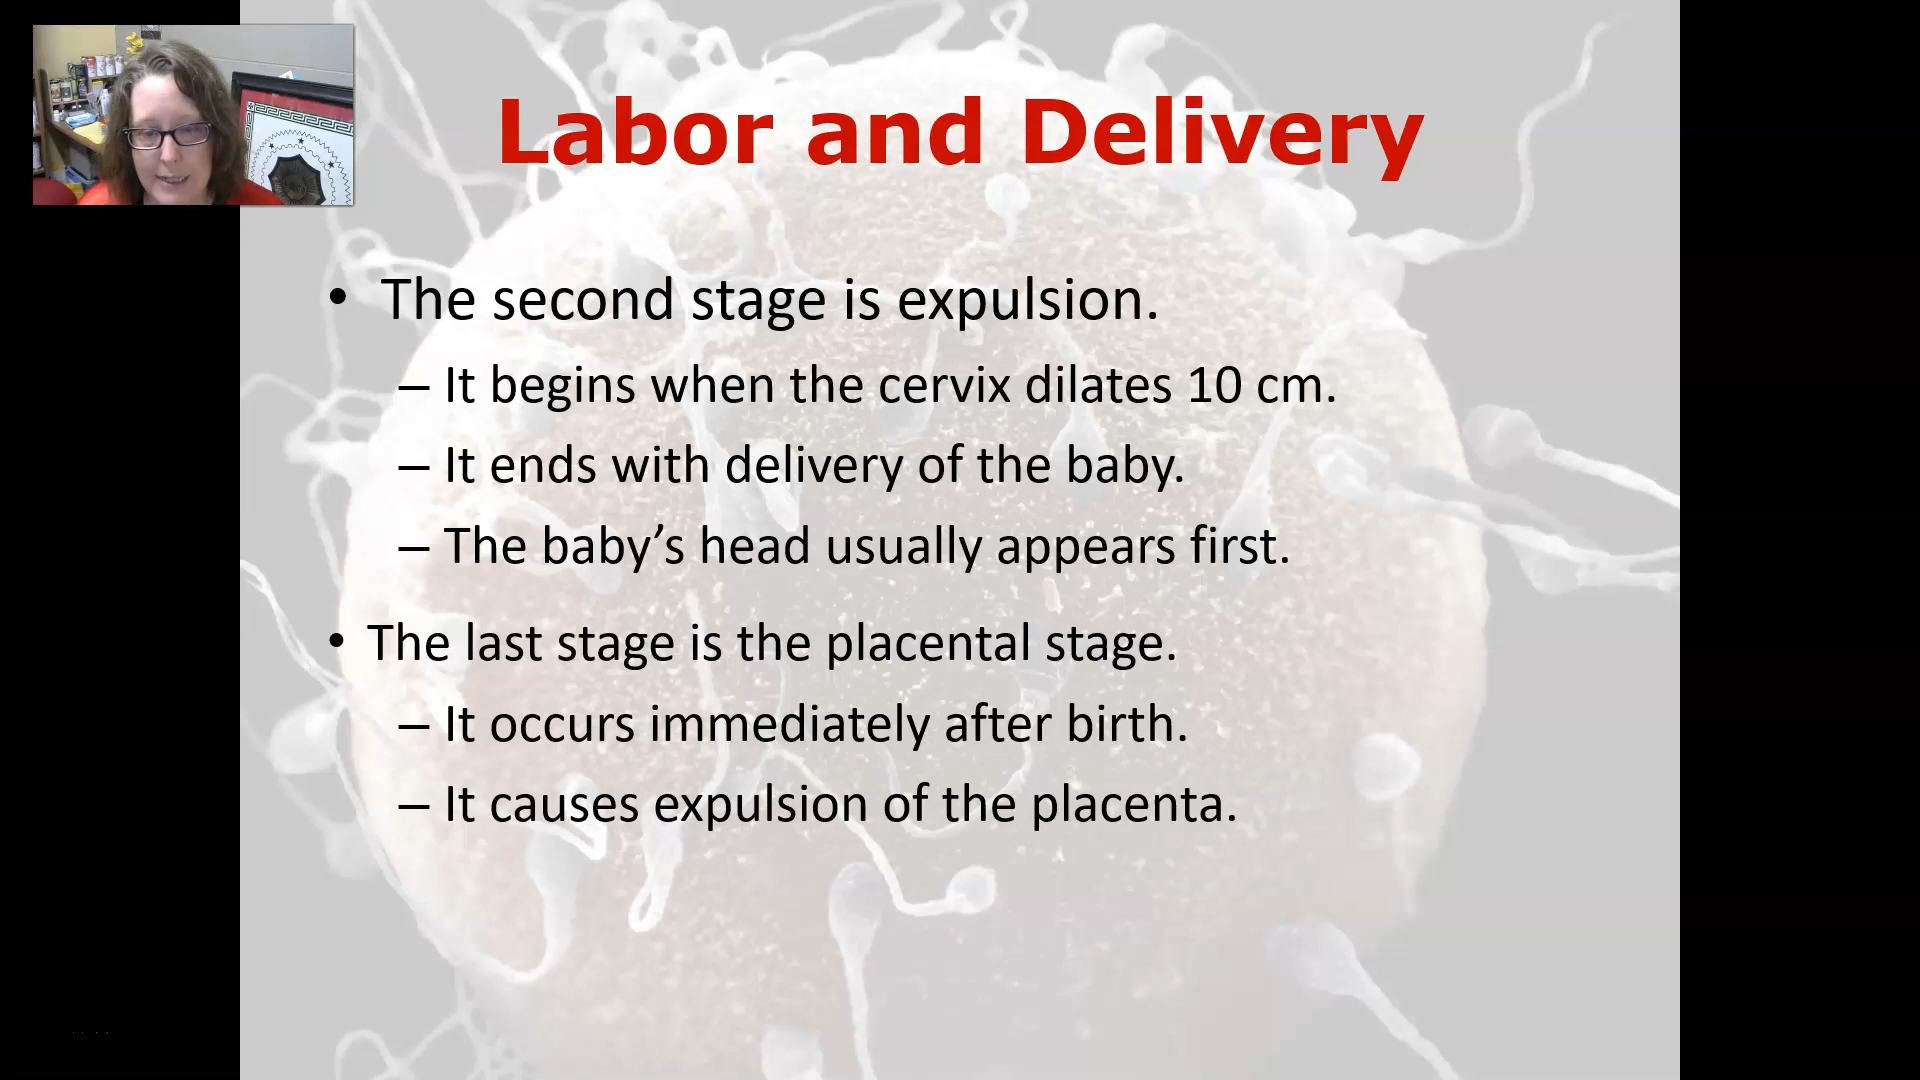 Labor and Delivery
• The second stage is expulsion.
– It begins when the cervix dilates 10 cm.
– It ends with delivery of the baby.
– The baby’s head usually appears first.
• The last stage is the placental stage.
– It occurs immediately after birth.
– It causes expulsion of the placenta.